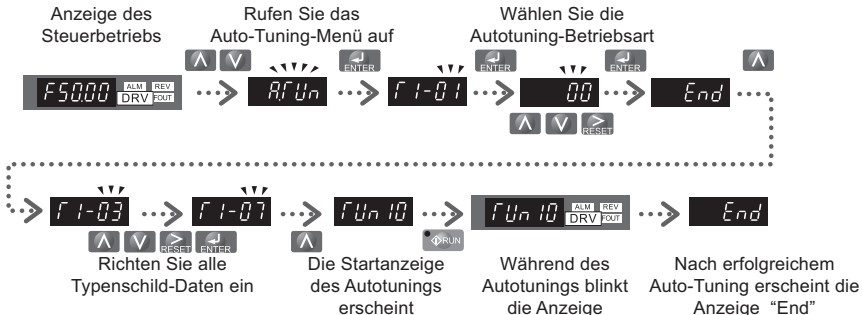 Anzeige des
Steuerbetriebs
Rufen Sie das
Auto-Tuning-Menü auf
Wählen Sie die
Autotuning-Betriebsart
F50.00 ALM REV
DRV FOUT
A.TUn
ENTER
T1-01
ENTER
00
RESET
ENTER
End
T1-03
RESET ENTER
T1-07
TUn10
RUN
TUn10 ALM REV
DRV FOUT
End
Richten Sie alle
Typenschild-Daten ein
Die Startanzeige
des Autotunings
erscheint
Während des
Autotunings blinkt
die Anzeige
Nach erfolgreichem
Auto-Tuning erscheint die
Anzeige “End”